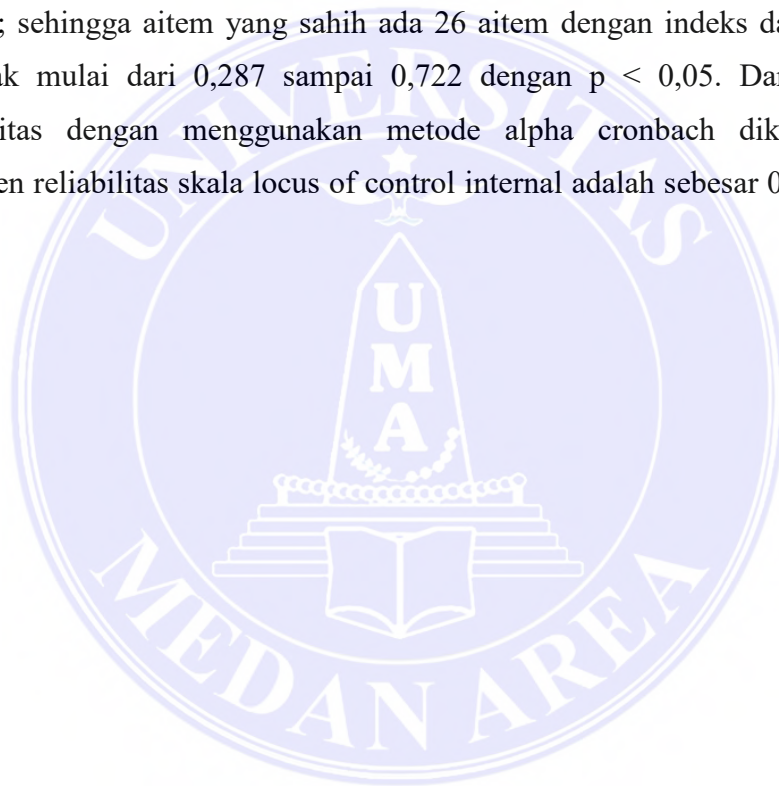 ; sehingga aitem yang sahih ada 26 aitem dengan indeks da
ak mulai dari 0,287 sampai 0,722 dengan p < 0,05. Dar
itas dengan menggunakan metode alpha cronbach dik
en reliabilitas skala locus of control internal adalah sebesar 0
UNIVERSITAS
U
M
A
MEDAN AREA